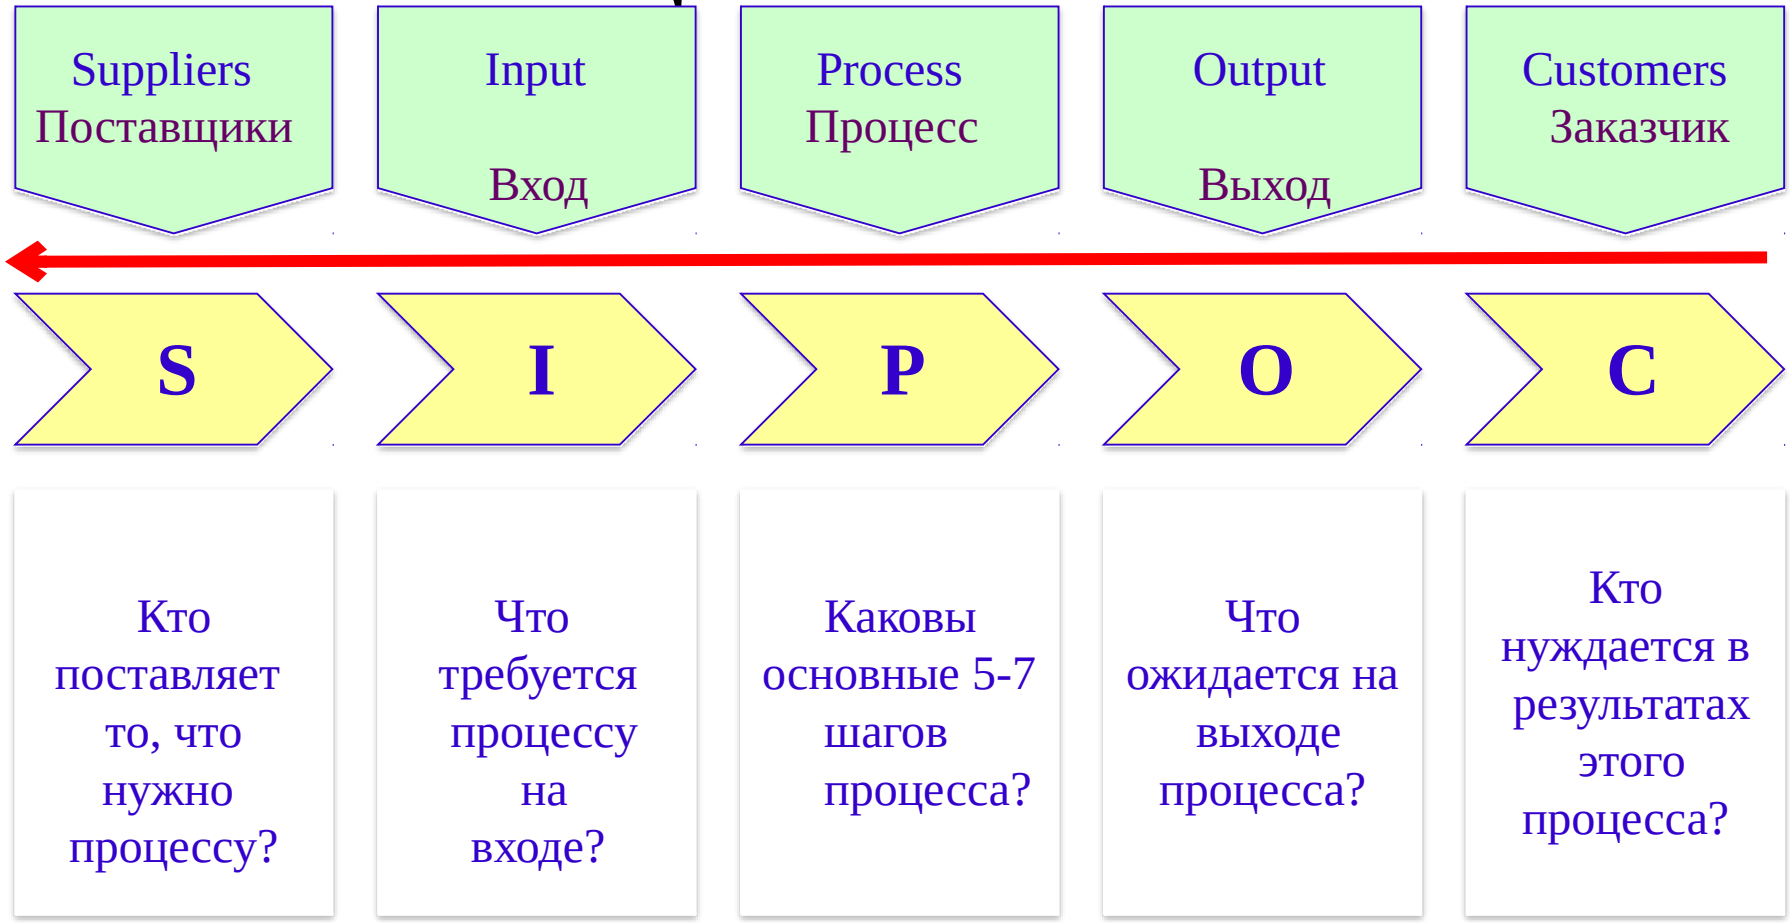 Suppliers
Поставщики
Input
Вход
Process
Процесс
Output
Выход
Customers
Заказчик
S
I
P
O
C
Кто
поставляет
то, что
нужно
процессу?
Что
требуется
процессу
на
входе?
Каковы
основные 5-7
шагов
процесса?
Что
ожидается на
выходе
процесса?
Кто
нуждается в
результатах
этого
процесса?